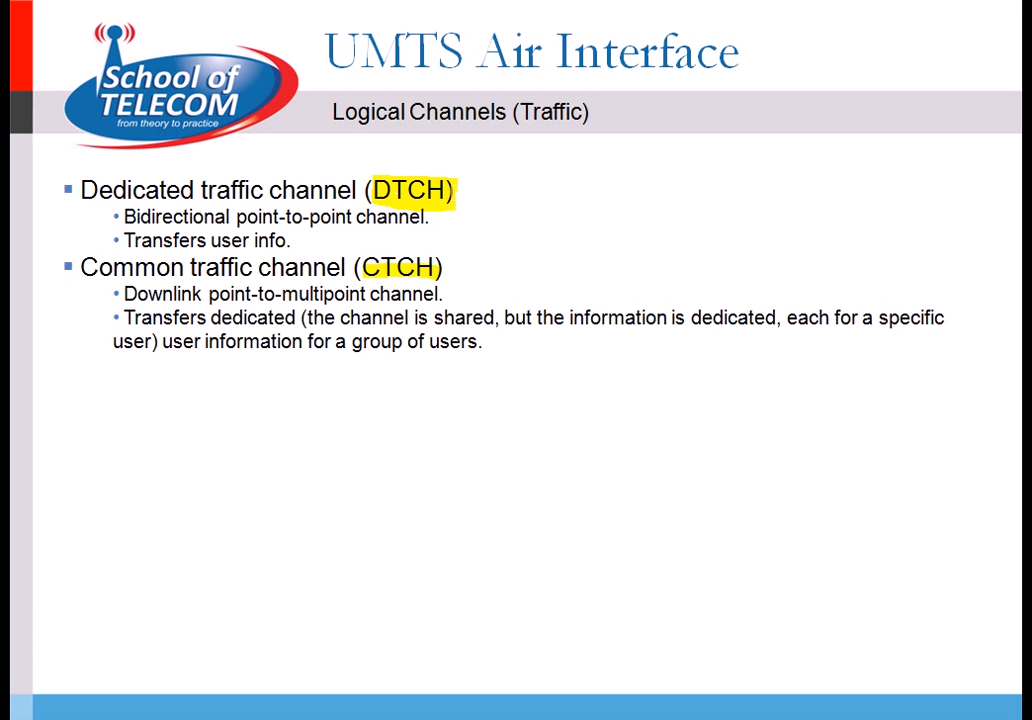 School of
TELECOM
from theory to practice
UMTS Air Interface
Logical Channels (Traffic)
▪ Dedicated traffic channel (DTCH)
• Bidirectional point-to-point channel.
• Transfers user info.
▪ Common traffic channel (CTCH)
• Downlink point-to-multipoint channel.
• Transfers dedicated (the channel is shared, but the information is dedicated, each for a specific
user) user information for a group of users.